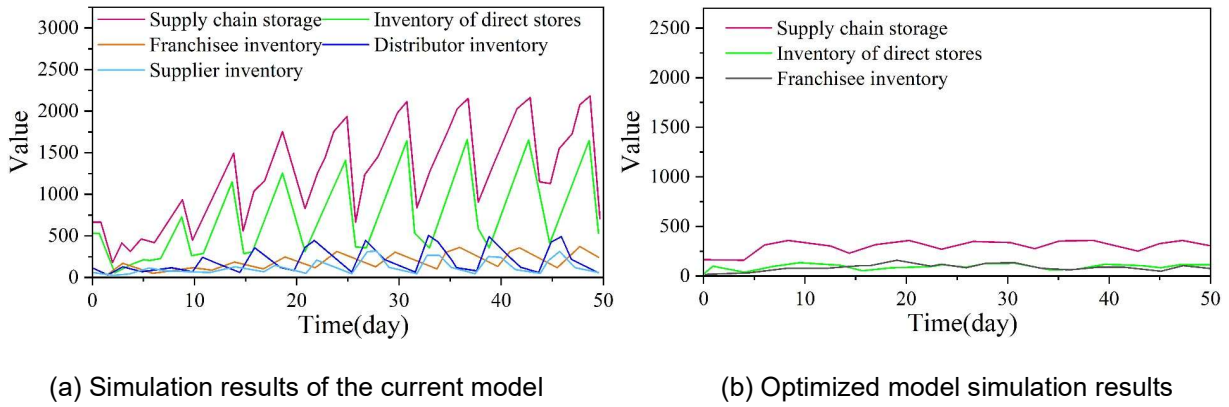 Supply chain storage
Inventory of direct stores
Franchisee inventory
Distributor inventory
Supplier inventory
3000
2500
2000
1500
1000
500
0
Value
0 10 20 30 40 50
Time(day)
(a) Simulation results of the current model
Supply chain storage
Inventory of direct stores
Franchisee inventory
2500
2000
1500
1000
500
0
Value
0 10 20 30 40 50
Time(day)
(b) Optimized model simulation results